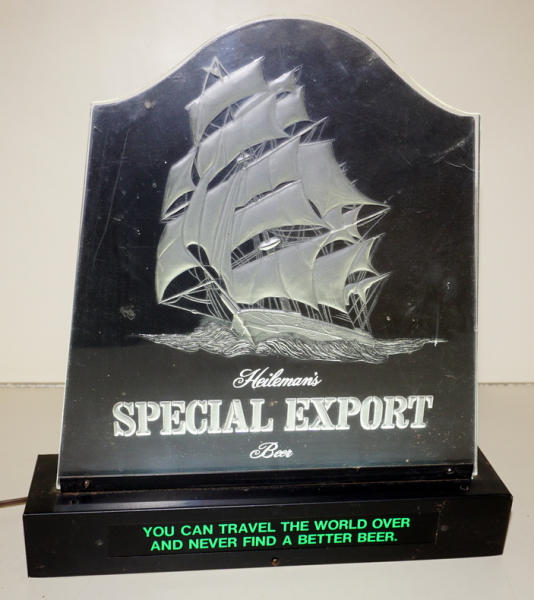 Heileman's
SPECIAL EXPORT
Beer
YOU CAN TRAVEL THE WORLD OVER
AND NEVER FIND A BETTER BEER.